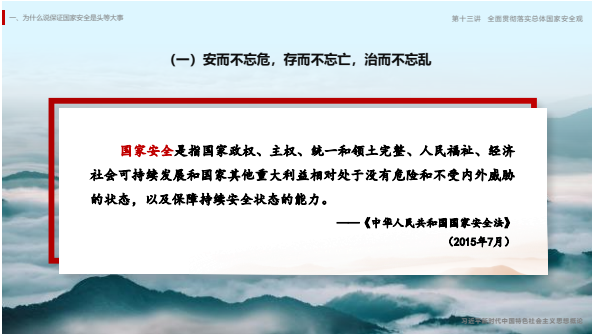 一、为什么说保证国家安全是头等大事
第十三讲 全面贯彻落实总体国家安全观
（一）安而不忘危，存而不忘亡，治而不忘乱
国家安全是指国家政权、主权、统一和领土完整、人民福祉、经济
社会可持续发展和国家其他重大利益相对处于没有危险和不受内外威胁
的状态，以及保障持续安全状态的能力。
——《中华人民共和国国家安全法》
（2015年7月）
习近平新时代中国特色社会主义思想概论